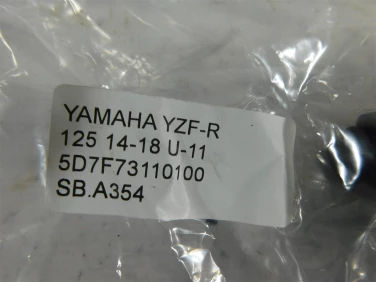 YAMAHA YZF-R
125 14-18 U-11
5D7F73110100
SB.A354